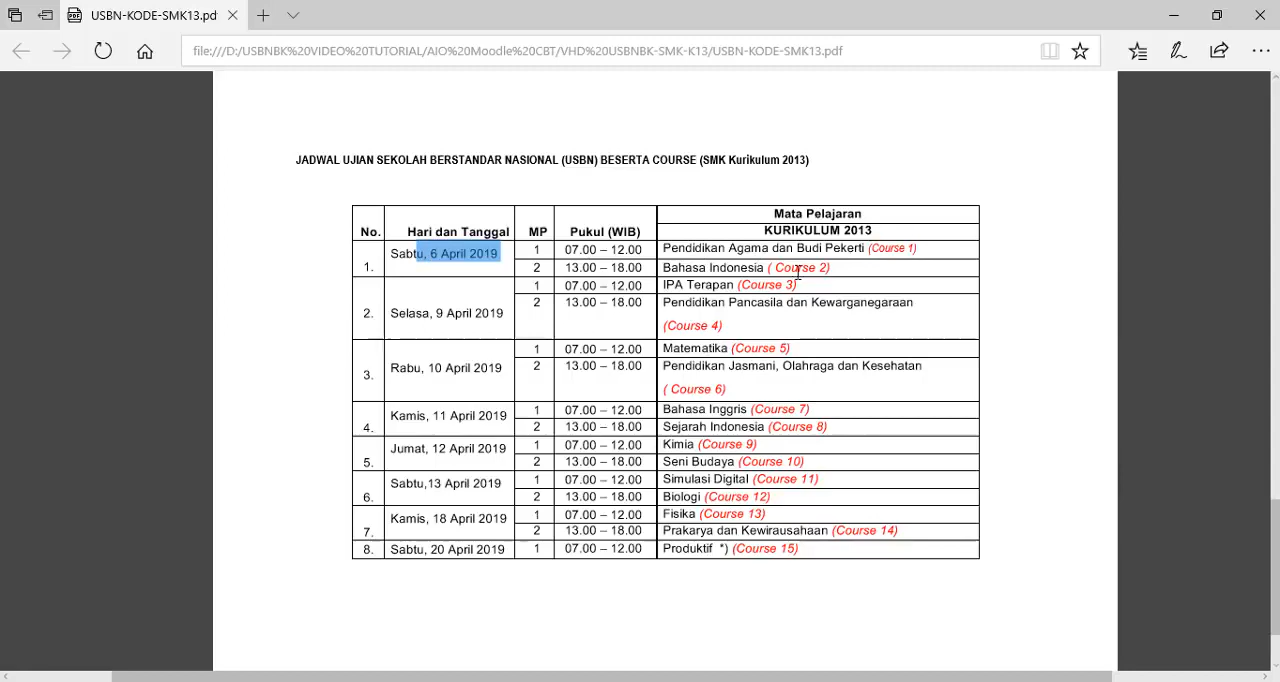 USBN-KODE-SMK13.pdf
file:///D:/USBNBK%20VIDEO%20TUTORIAL/AIO%20Moodle%20CBT/VHD%20USBNBK-SMK-K13/USBN-KODE-SMK13.pdf
JADWAL UJIAN SEKOLAH BERSTANDAR NASIONAL (USBN) BESERTA COURSE (SMK Kurikulum 2013)
No. Hari dan Tanggal MP Pukul (WIB) Mata Pelajaran
KURIKULUM 2013
1. Sabtu, 6 April 2019 1 07.00 – 12.00 Pendidikan Agama dan Budi Pekerti (Course 1)
2 13.00 – 18.00 Bahasa Indonesia ( Course 2)
2. Selasa, 9 April 2019 1 07.00 – 12.00 IPA Terapan (Course 3)
2 13.00 – 18.00 Pendidikan Pancasila dan Kewarganegaraan
(Course 4)
3. Rabu, 10 April 2019 1 07.00 – 12.00 Matematika (Course 5)
2 13.00 – 18.00 Pendidikan Jasmani, Olahraga dan Kesehatan
( Course 6)
4. Kamis, 11 April 2019 1 07.00 – 12.00 Bahasa Inggris (Course 7)
2 13.00 – 18.00 Sejarah Indonesia (Course 8)
5. Jumat, 12 April 2019 1 07.00 – 12.00 Kimia (Course 9)
2 13.00 – 18.00 Seni Budaya (Course 10)
6. Sabtu,13 April 2019 1 07.00 – 12.00 Simulasi Digital (Course 11)
2 13.00 – 18.00 Biologi (Course 12)
7. Kamis, 18 April 2019 1 07.00 – 12.00 Fisika (Course 13)
2 13.00 – 18.00 Prakarya dan Kewirausahaan (Course 14)
8. Sabtu, 20 April 2019 1 07.00 – 12.00 Produktif *) (Course 15)